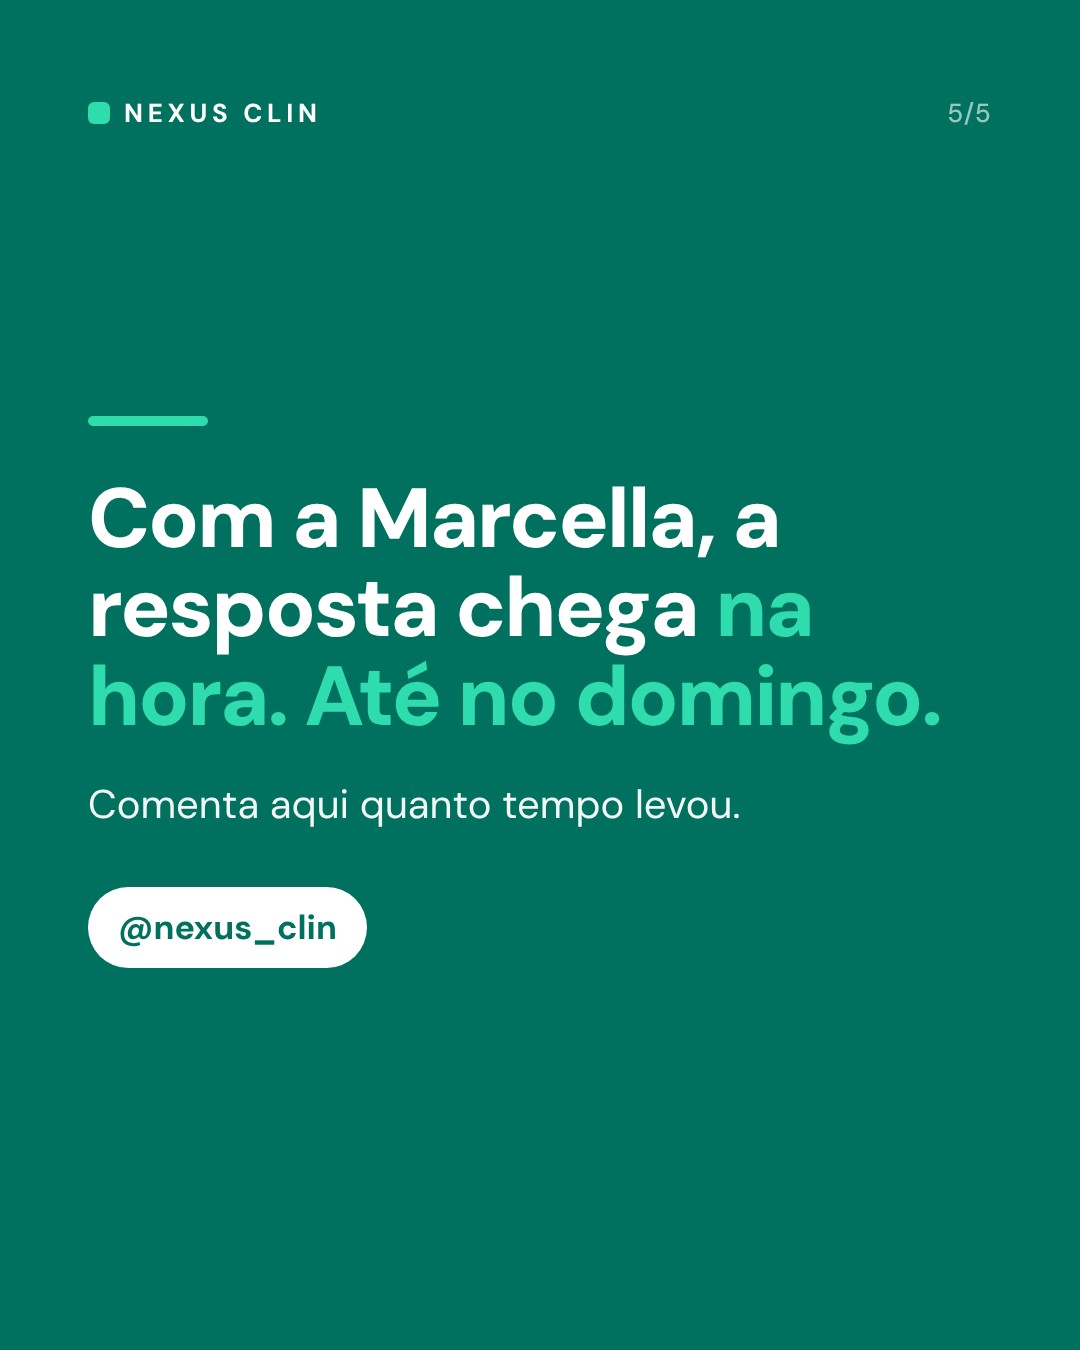 NEXUS CLIN
5/5
Com a Marcella, a
resposta chega na
hora. Até no domingo.
Comenta aqui quanto tempo levou.
@nexus_clin